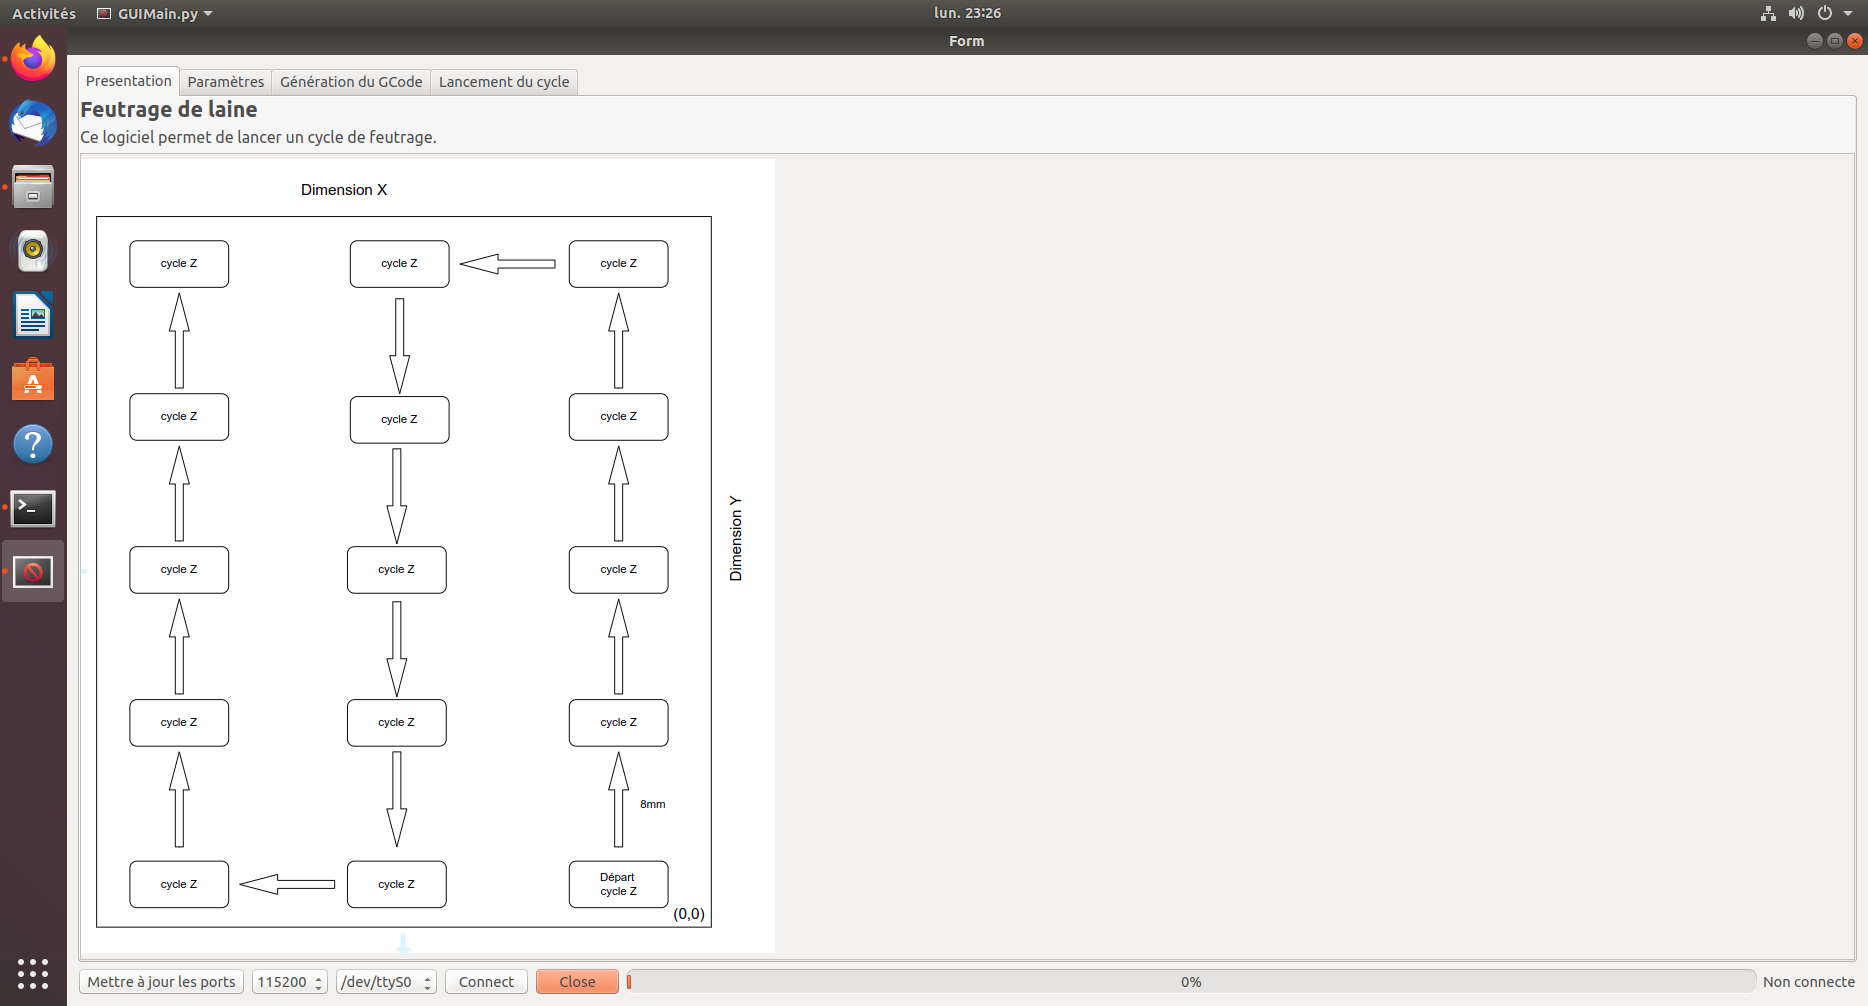 Activités GUIMain.py lun. 23:26
Form
Presentation Paramètres Génération du GCode Lancement du cycle
Feutrage de laine
Ce logiciel permet de lancer un cycle de feutrage.
Dimension X
cycle Z cycle Z cycle Z
cycle Z cycle Z cycle Z
Dimension Y
cycle Z cycle Z cycle Z
cycle Z cycle Z cycle Z
8mm
cycle Z cycle Z Départ
cycle Z
(0,0)
Mettre à jour les ports 115200 /dev/ttyS0 Connect Close 0% Non connecte